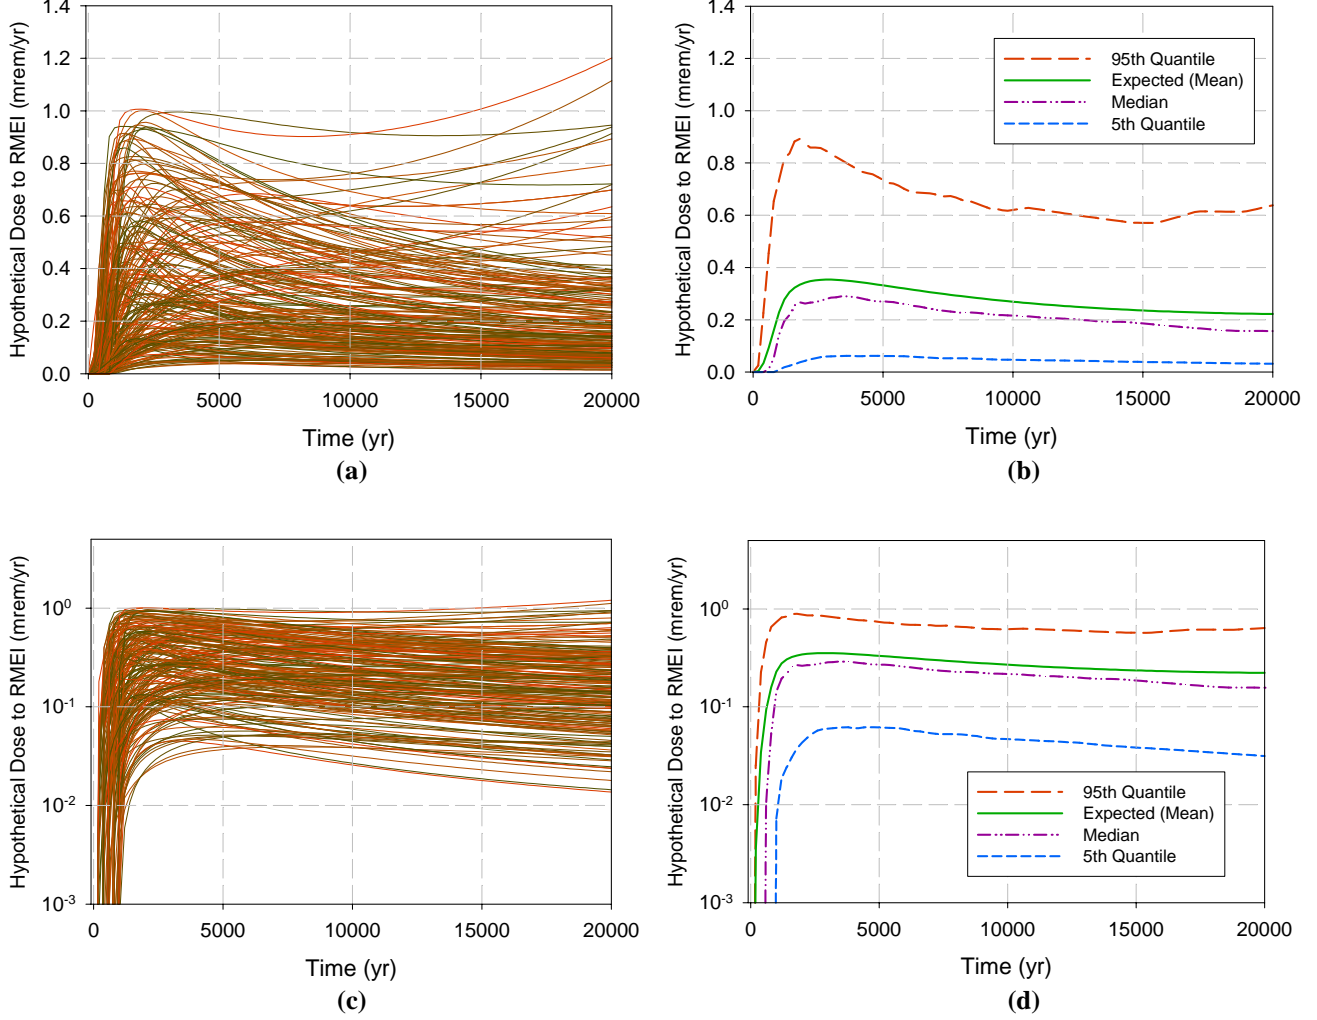 Hypothetical Dose to RMEI (mrem/yr)
1.4
1.2
1.0
0.8
0.6
0.4
0.2
0.0
0 5000 10000 15000 20000
Time (yr)
(a)
Hypothetical Dose to RMEI (mrem/yr)
1.4
1.2
1.0
0.8
0.6
0.4
0.2
0.0
95th Quantile
Expected (Mean)
Median
5th Quantile
0 5000 10000 15000 20000
Time (yr)
(b)
Hypothetical Dose to RMEI (mrem/yr)
10⁰
10⁻¹
10⁻²
10⁻³
0 5000 10000 15000 20000
Time (yr)
(c)
Hypothetical Dose to RMEI (mrem/yr)
10⁰
10⁻¹
10⁻²
10⁻³
95th Quantile
Expected (Mean)
Median
5th Quantile
0 5000 10000 15000 20000
Time (yr)
(d)